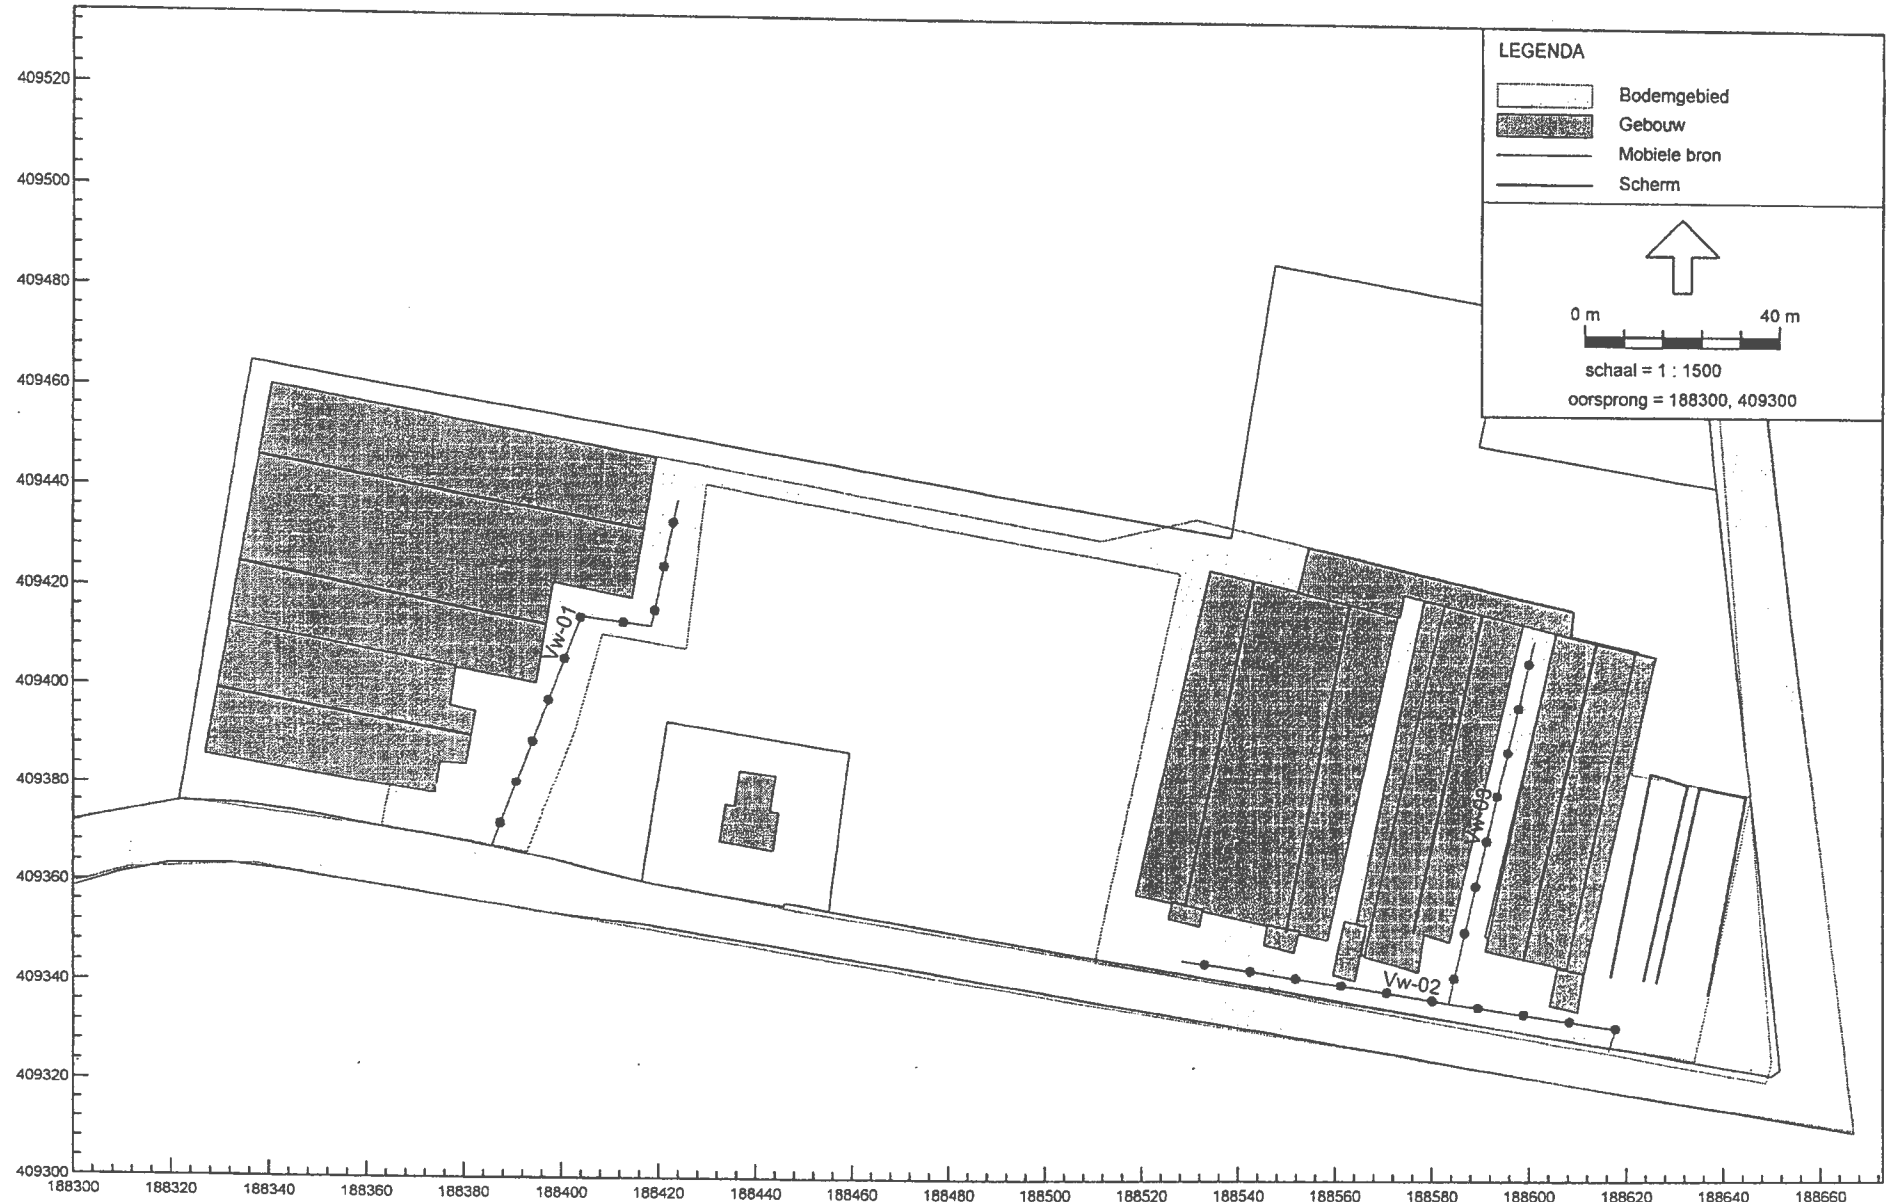 LEGENDA
Bodemgebied
Gebouw
Mobiele bron
Scherm
0 m 40 m
schaal = 1 : 1500
oorsprong = 188300, 409300
409520
409500
409480
409460
409440
409420
409400
409380
409360
409340
409320
409300
Vw-01
Vw-03
Vw-02
188300 188320 188340 188360 188380 188400 188420 188440 188460 188480 188500 188520 188540 188560 188580 188600 188620 188640 188660